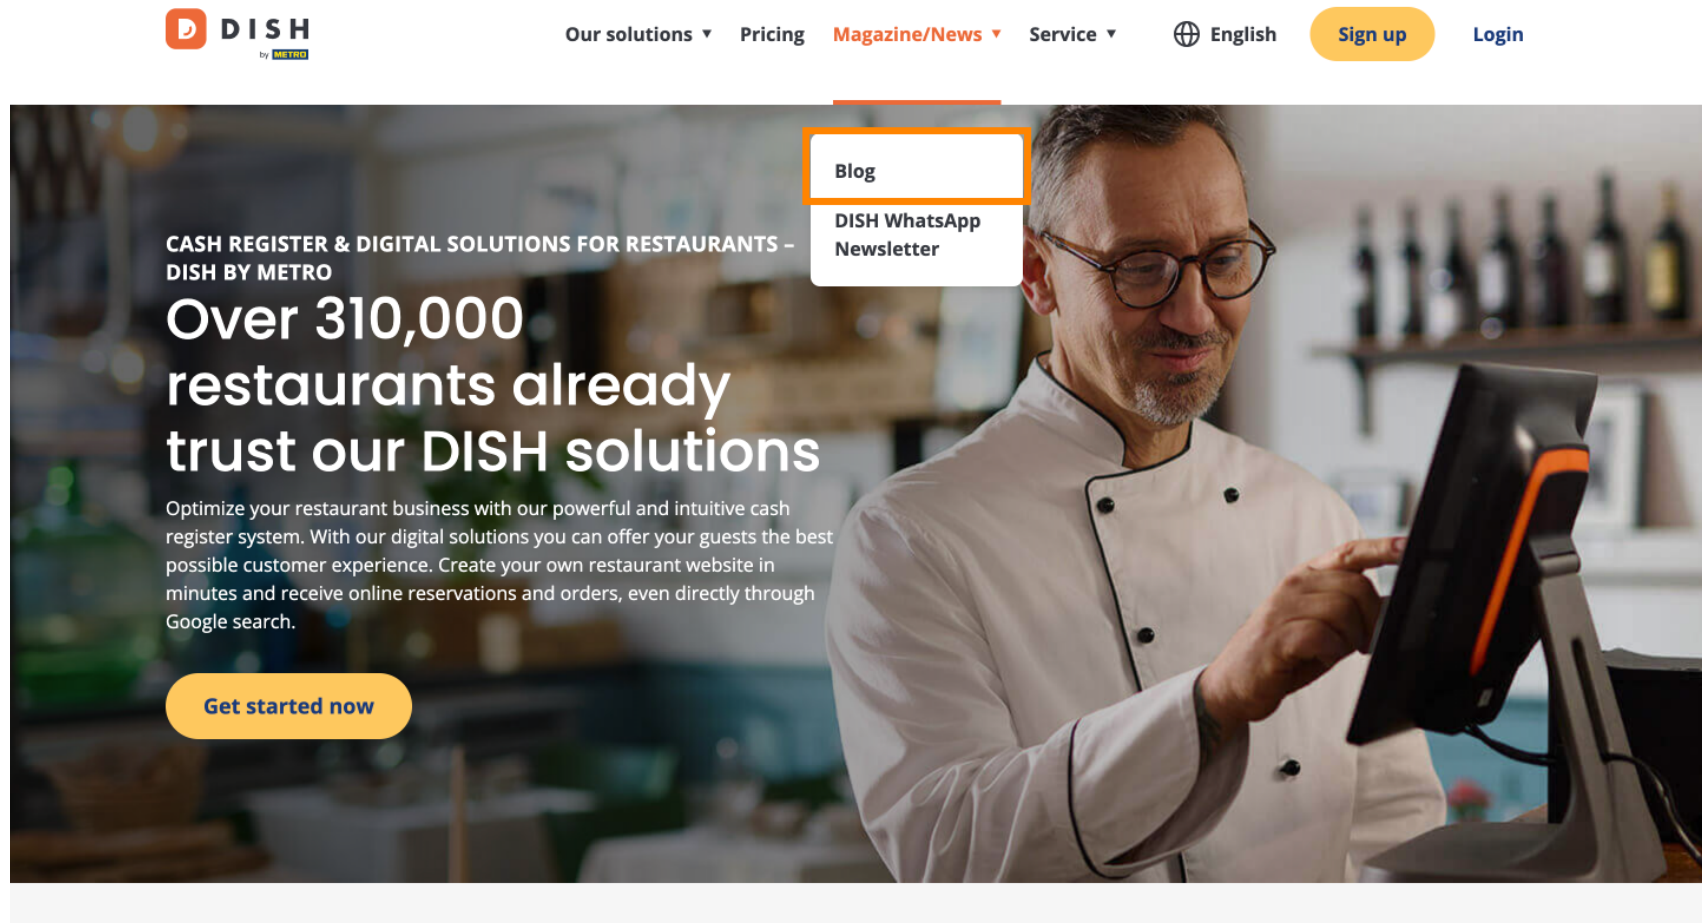 DISH
by METRO
Our solutions ▼
Pricing
Magazine/News ▼
Service ▼
English
Sign up
Login
Blog
DISH WhatsApp
Newsletter
CASH REGISTER & DIGITAL SOLUTIONS FOR RESTAURANTS –
DISH BY METRO
Over 310,000
restaurants already
trust our DISH solutions
Optimize your restaurant business with our powerful and intuitive cash
register system. With our digital solutions you can offer your guests the best
possible customer experience. Create your own restaurant website in
minutes and receive online reservations and orders, even directly through
Google search.
Get started now